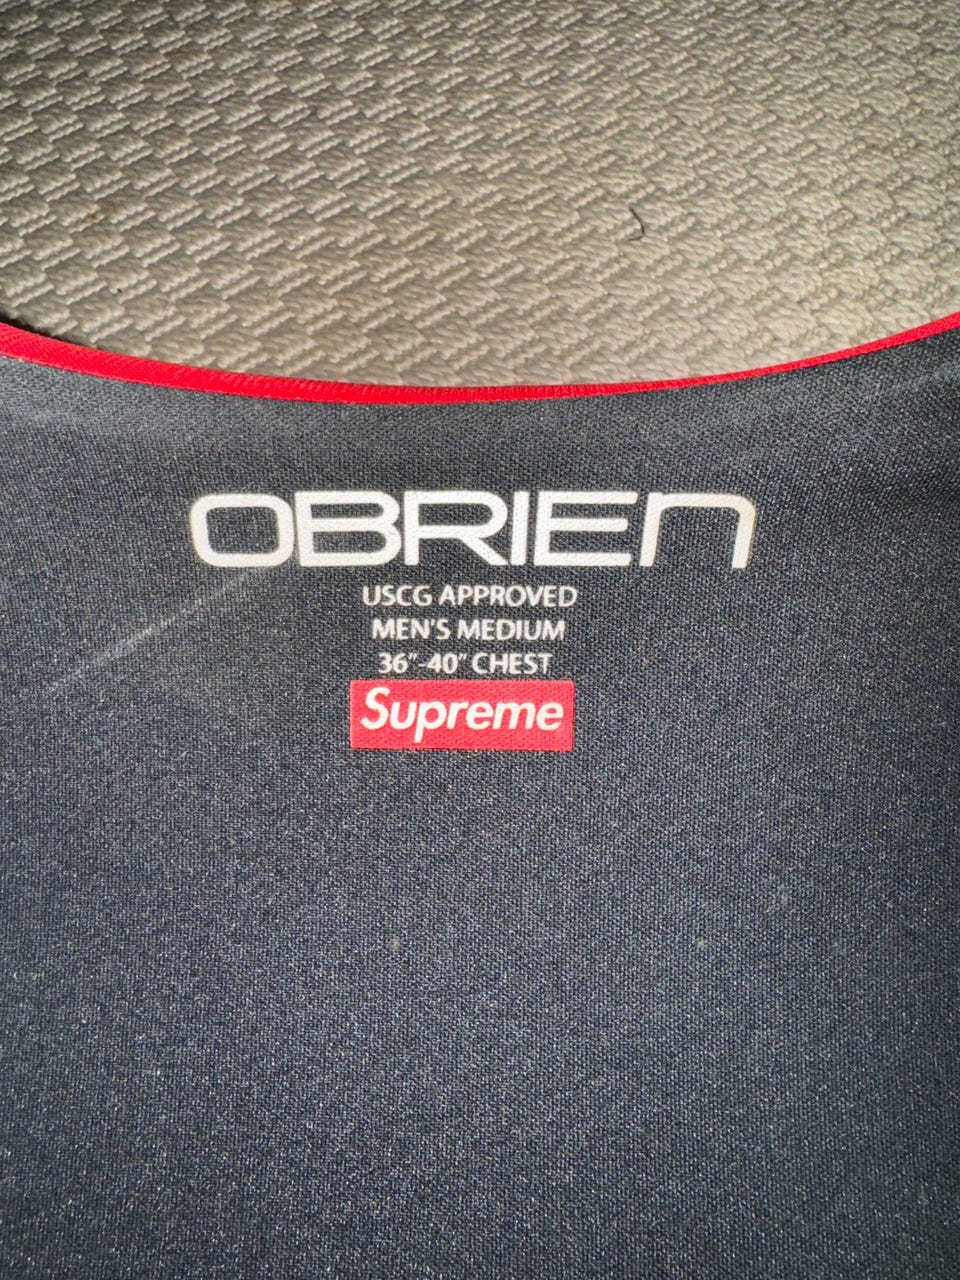 OBRIEN
USCG APPROVED
MEN'S MEDIUM
36"-40" CHEST
Supreme